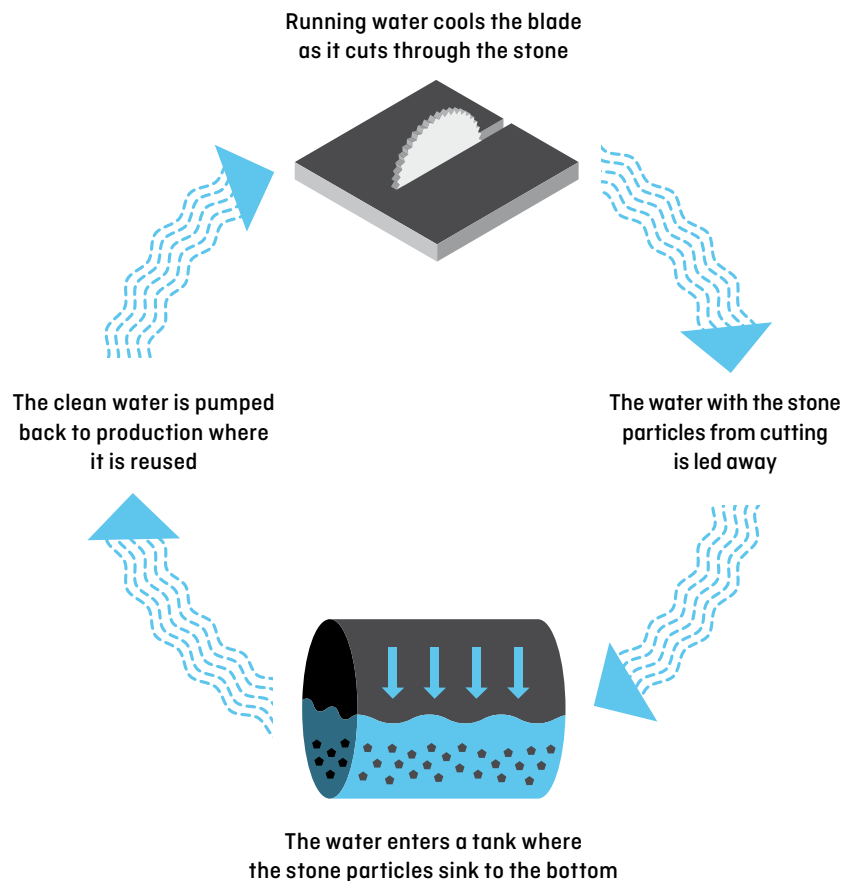 Running water cools the blade
as it cuts through the stone
The water with the stone
particles from cutting
is led away
The water enters a tank where
the stone particles sink to the bottom
The clean water is pumped
back to production where
it is reused